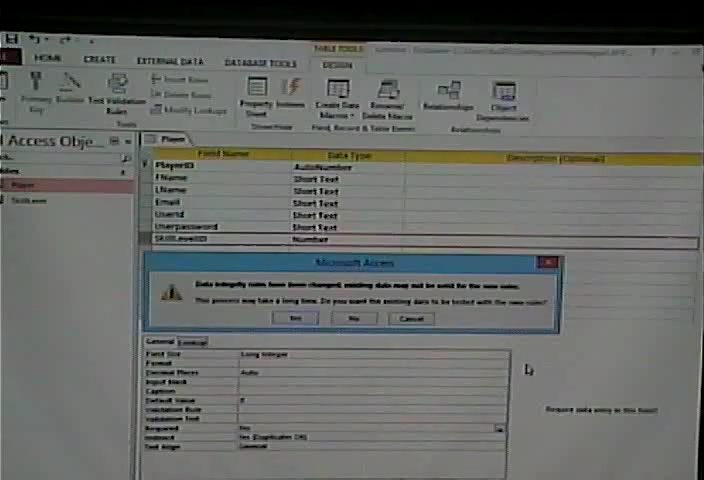 TABLE TOOLS
HOME CREATE EXTERNAL DATA DATABASE TOOLS DESIGN
Primary Key
Builder
Test Validation Rules
Insert Rows
Delete Rows
Modify Lookups
Tools
Property Sheet
Indexes
Show/Hide
Create Data Macros
Rename/ Delete Macro
Field, Record & Table Events
Relationships
Object Dependencies
Relationships
Access Obje...
Player
SkillLevel
Player
Field Name Data Type Description (Optional)
PlayerID AutoNumber
FName Short Text
LName Short Text
Email Short Text
UserId Short Text
Userpassword Short Text
SkillLevelID Number
Microsoft Access
Data integrity rules have been changed; existing data may not be valid for the new rules.
This process may take a long time. Do you want the existing data to be tested with the new rules?
Yes No Cancel
General Lookup
Field Size Long Integer
Format
Decimal Places Auto
Input Mask
Caption
Default Value
Validation Rule
Validation Text
Required Yes
Indexed Yes (Duplicates OK)
Text Align General
Require data entry in this field?